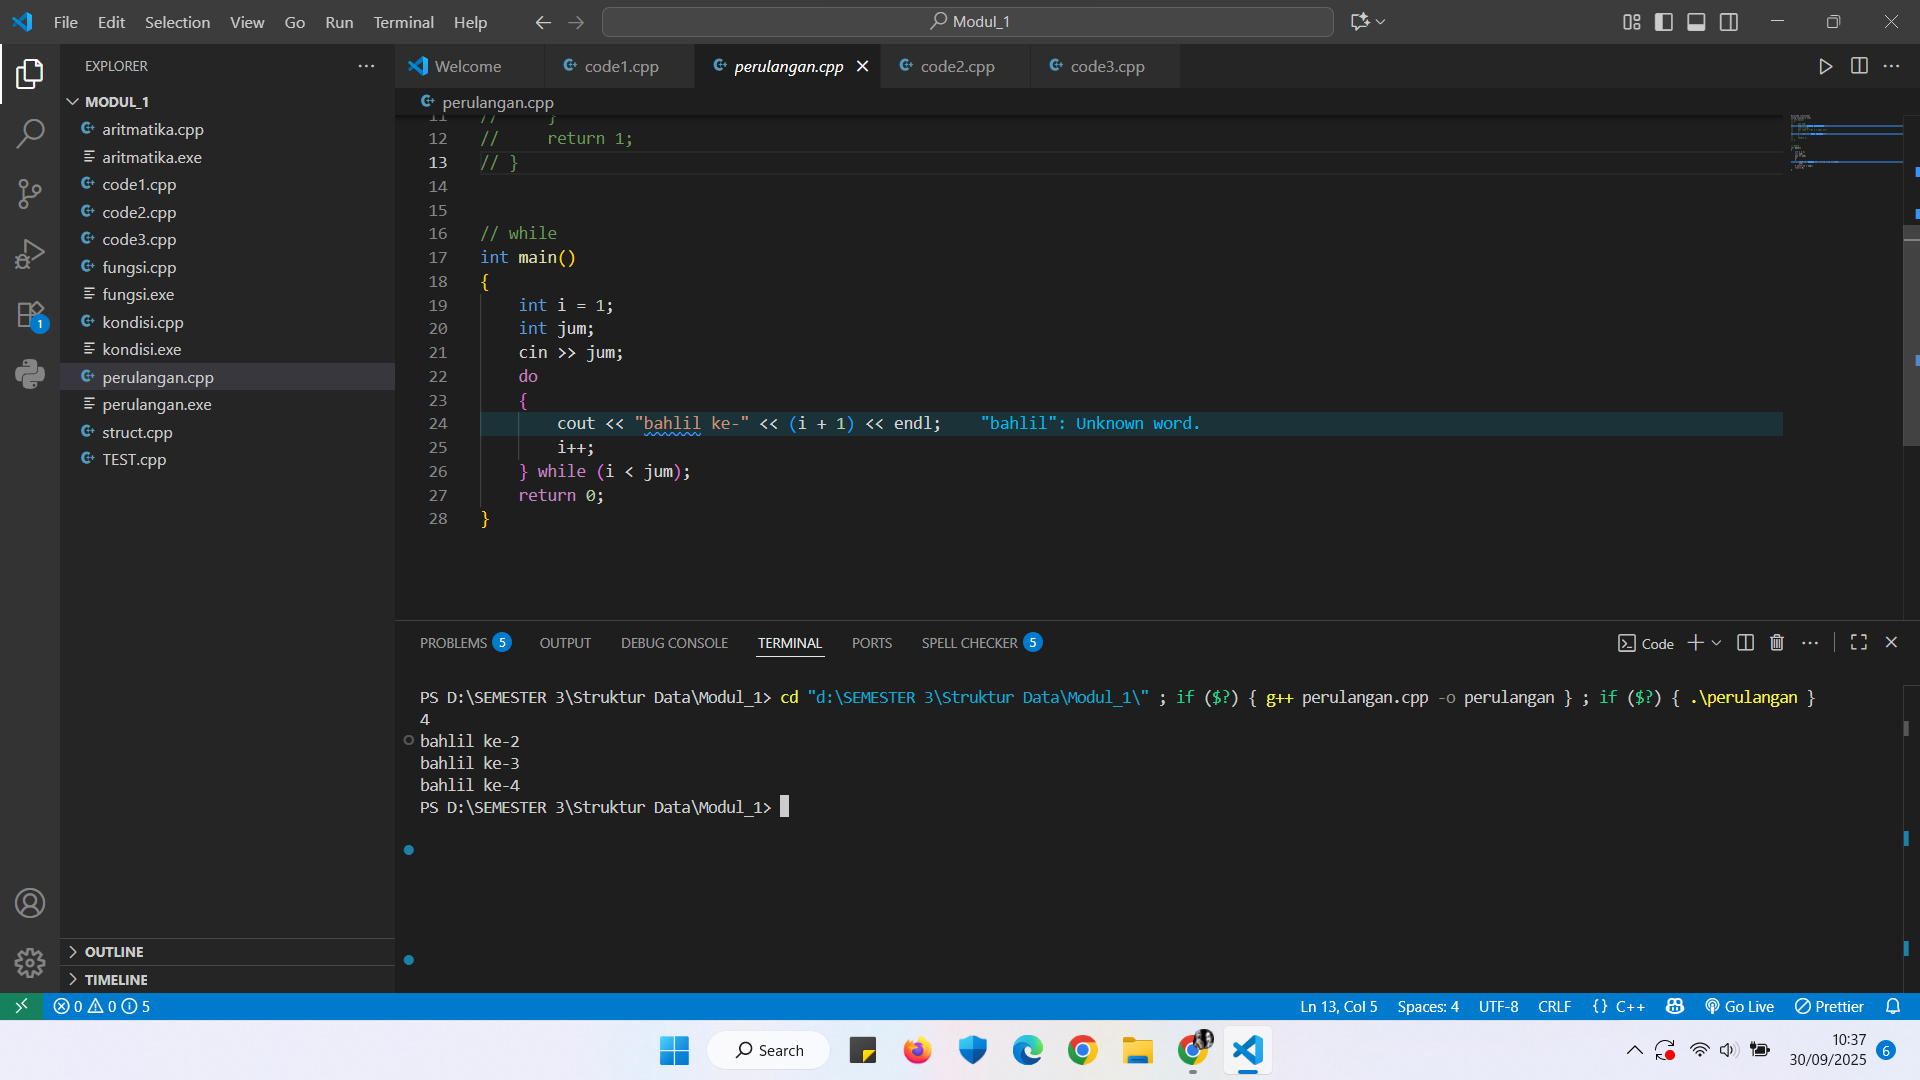 File Edit Selection View Go Run Terminal Help
Modul_1
EXPLORER
Welcome
code1.cpp
perulangan.cpp
code2.cpp
code3.cpp
perulangan.cpp
MODUL_1
aritmatika.cpp
aritmatika.exe
code1.cpp
code2.cpp
code3.cpp
fungsi.cpp
fungsi.exe
kondisi.cpp
kondisi.exe
perulangan.cpp
perulangan.exe
struct.cpp
TEST.cpp
OUTLINE
TIMELINE
11 // }
12 // return 1;
13 // }
14
15
16 // while
17 int main()
18 {
19 int i = 1;
20 int jum;
21 cin >> jum;
22 do
23 {
24 cout << "bahlil ke-" << (i + 1) << endl; "bahlil": Unknown word.
25 i++;
26 } while (i < jum);
27 return 0;
28 }
PROBLEMS 5 OUTPUT DEBUG CONSOLE TERMINAL PORTS SPELL CHECKER 5
Code
PS D:\SEMESTER 3\Struktur Data\Modul_1> cd "d:\SEMESTER 3\Struktur Data\Modul_1\" ; if ($?) { g++ perulangan.cpp -o perulangan } ; if ($?) { .\perulangan }
4
bahlil ke-2
bahlil ke-3
bahlil ke-4
PS D:\SEMESTER 3\Struktur Data\Modul_1>
0 0 5
Ln 13, Col 5 Spaces: 4 UTF-8 CRLF {} C++ Go Live Prettier
1
Search
10:37
30/09/2025
6